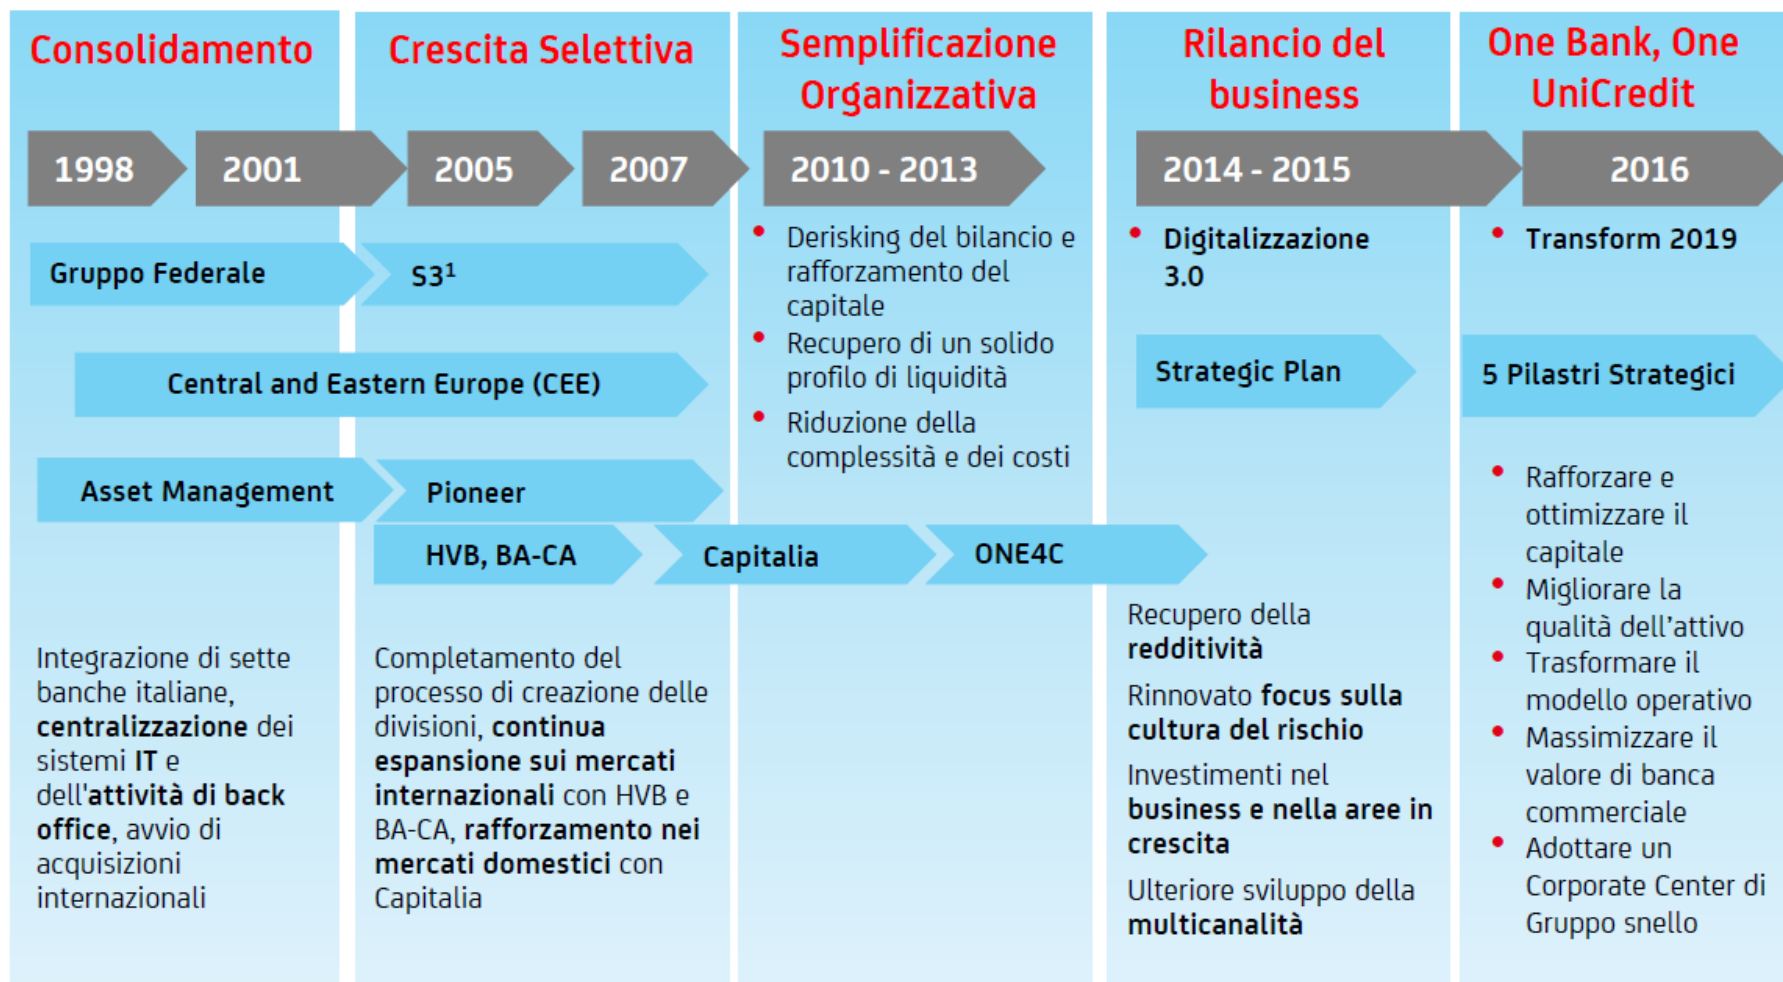 Consolidamento
Crescita Selettiva
Semplificazione
Organizzativa
Rilancio del
business
One Bank, One
UniCredit
1998
2001
2005
2007
2010 - 2013
2014 - 2015
2016
Gruppo Federale
S3¹
Central and Eastern Europe (CEE)
Asset Management
Pioneer
HVB, BA-CA
Capitalia
ONE4C
Integrazione di sette
banche italiane,
centralizzazione dei
sistemi IT e
dell'attività di back
office, avvio di
acquisizioni
internazionali
Completamento del
processo di creazione delle
divisioni, continua
espansione sui mercati
internazionali con HVB e
BA-CA, rafforzamento nei
mercati domestici con
Capitalia
• Derisking del bilancio e
rafforzamento del
capitale
• Recupero di un solido
profilo di liquidità
• Riduzione della
complessità e dei costi
• Digitalizzazione
3.0
Strategic Plan
Recupero della
redditività
Rinnovato focus sulla
cultura del rischio
Investimenti nel
business e nella aree in
crescita
Ulteriore sviluppo della
multicanalità
• Transform 2019
5 Pilastri Strategici
• Rafforzare e
ottimizzare il
capitale
• Migliorare la
qualità dell'attivo
• Trasformare il
modello operativo
• Massimizzare il
valore di banca
commerciale
• Adottare un
Corporate Center di
Gruppo snello